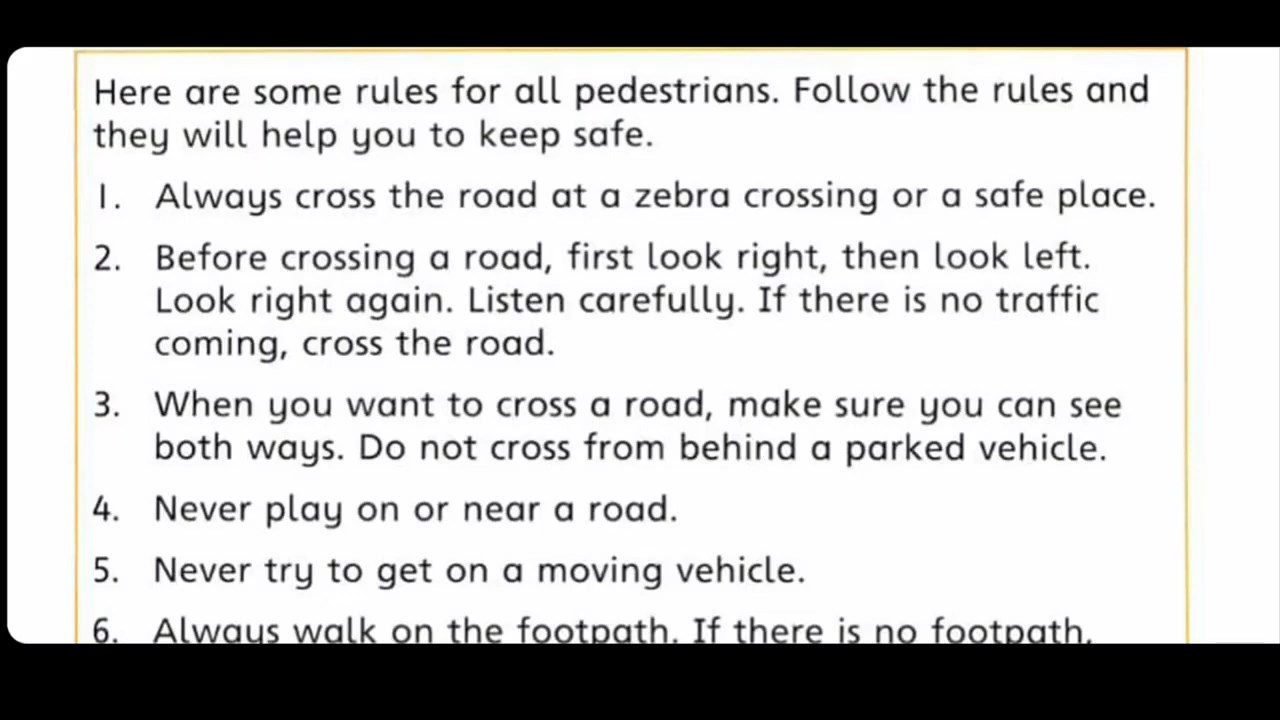 Here are some rules for all pedestrians. Follow the rules and
they will help you to keep safe.
1. Always cross the road at a zebra crossing or a safe place.
2. Before crossing a road, first look right, then look left.
Look right again. Listen carefully. If there is no traffic
coming, cross the road.
3. When you want to cross a road, make sure you can see
both ways. Do not cross from behind a parked vehicle.
4. Never play on or near a road.
5. Never try to get on a moving vehicle.
6. Always walk on the footpath. If there is no footpath,